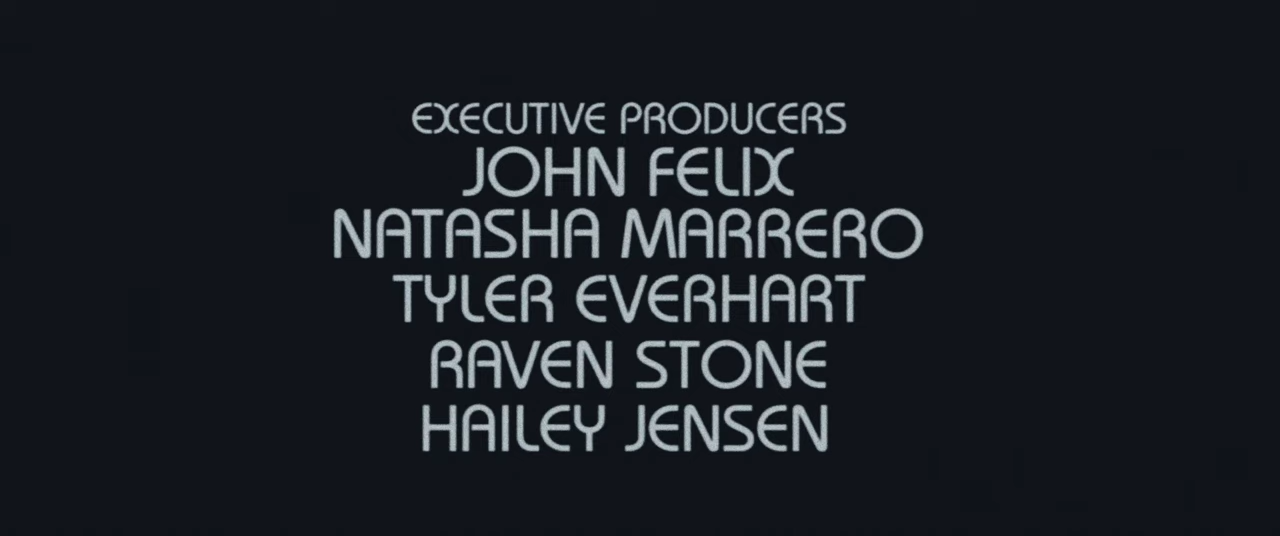 EXECUTIVE PRODUCERS
JOHN FELIX
NATASHA MARRERO
TYLER EVERHART
RAVEN STONE
HAILEY JENSEN